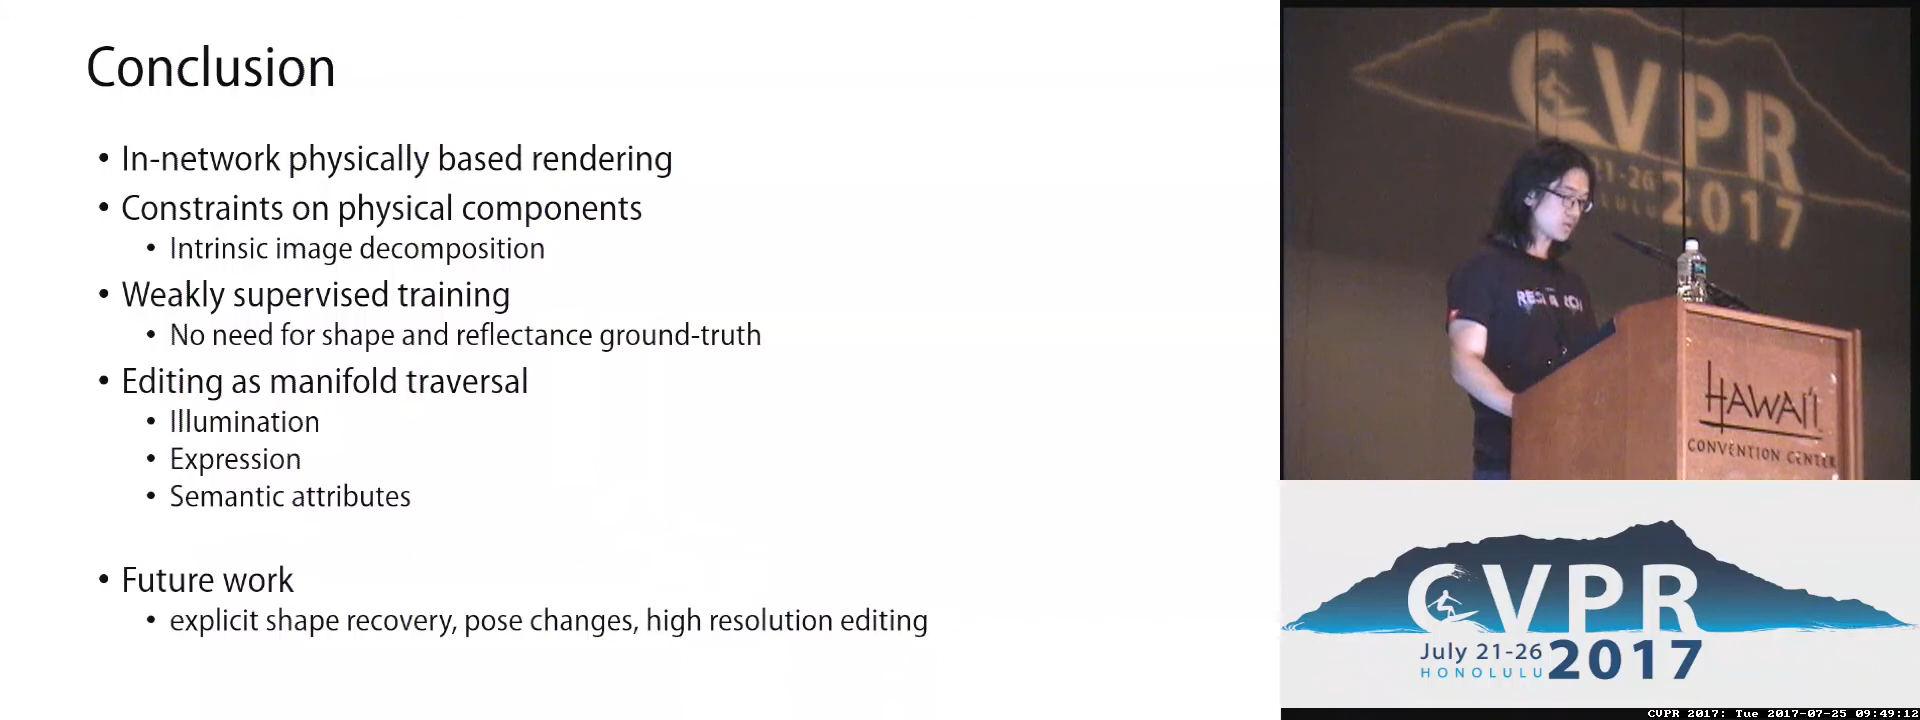 Conclusion
• In-network physically based rendering
• Constraints on physical components
• Intrinsic image decomposition
• Weakly supervised training
• No need for shape and reflectance ground-truth
• Editing as manifold traversal
• Illumination
• Expression
• Semantic attributes
• Future work
• explicit shape recovery, pose changes, high resolution editing
CVPR
21-26
2017
HAWAI'I
CONVENTION CENTER
CVPR
July 21-26
HONOLULU
2017
CVPR 2017: Tue 2017-07-25 09:49:12